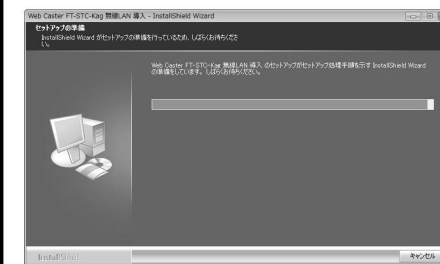 Web Caster FT-STC-Kag 無線LAN 導入 - InstallShield Wizard
セットアップの準備
InstallShield Wizard がセットアップの準備を行っているため、しばらくお待ちくださ
い。
Web Caster FT-STC-Kag 無線LAN 導入 のセットアップがセットアップ処理手順を示す InstallShield Wizard
の準備をしています。しばらくお待ちください。
InstallShield
キャンセル